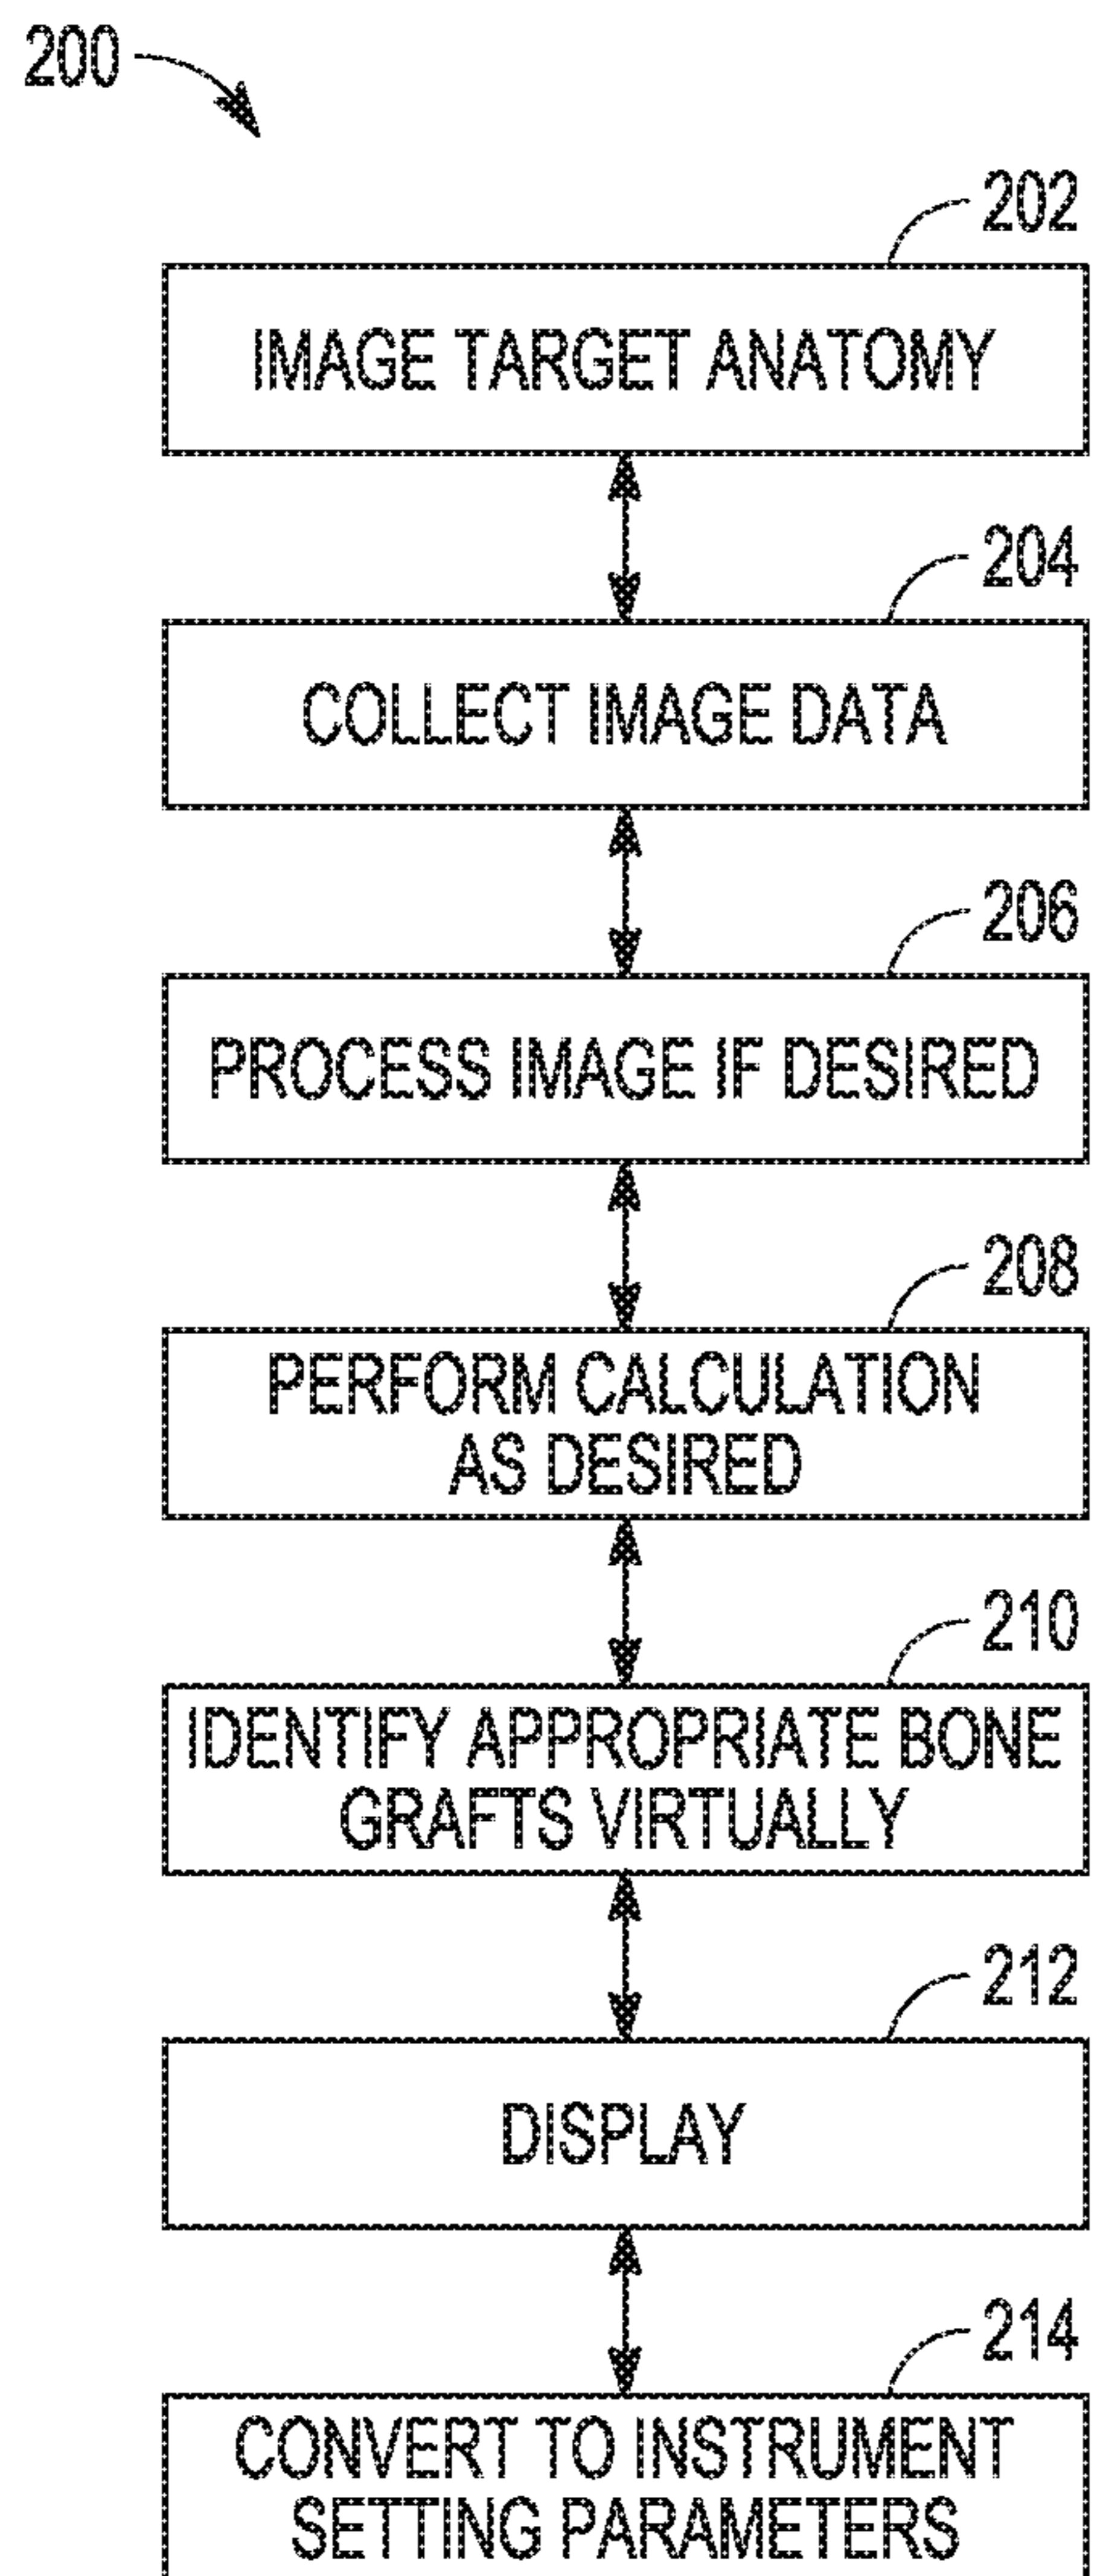 200
202
IMAGE TARGET ANATOMY
204
COLLECT IMAGE DATA
206
PROCESS IMAGE IF DESIRED
208
PERFORM CALCULATION
AS DESIRED
210
IDENTIFY APPROPRIATE BONE
GRAFTS VIRTUALLY
212
DISPLAY
214
CONVERT TO INSTRUMENT
SETTING PARAMETERS